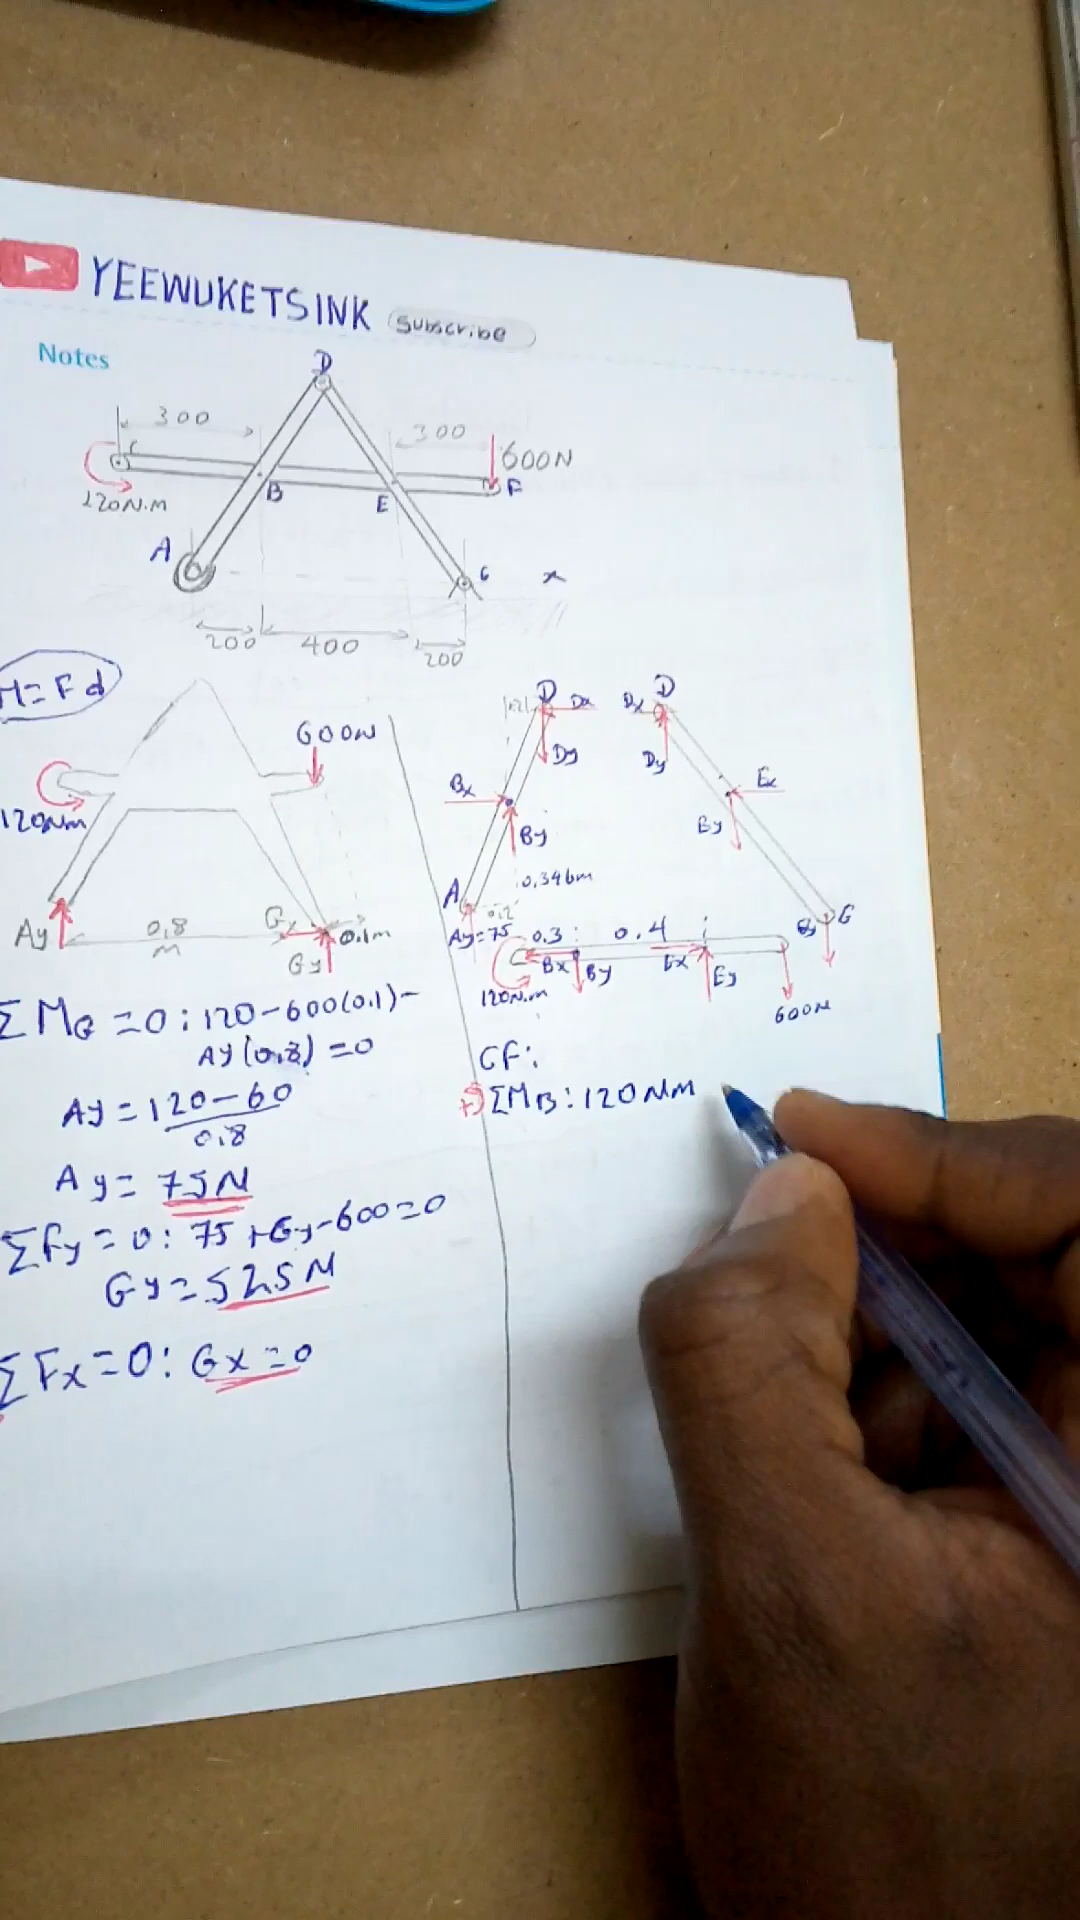 YEEWUKETSINK
Subscribe
Notes
D
300
300
600N
C
120N.m
B
E
F
A
G
x
200
400
200
M=Fd
600N
120Nm
Ay
0.8
m
Gx
0.1m
Gy
D
Dx
Dy
Bx
By
0.346m
A
0.2
Ay=75
Dx
D
Dy
Ex
Ey
G
0.3
0.4
C
Bx
By
Ex
Ey
120N.m
600N
ΣMG=0:120-600(0.1)-
Ay(0.8)=0
Ay=120-60
0.8
Ay=75N
ΣFy=0:75+Gy-600=0
Gy=525N
ΣFx=0:Gx=0
CF:
+ΣMB:120Nm